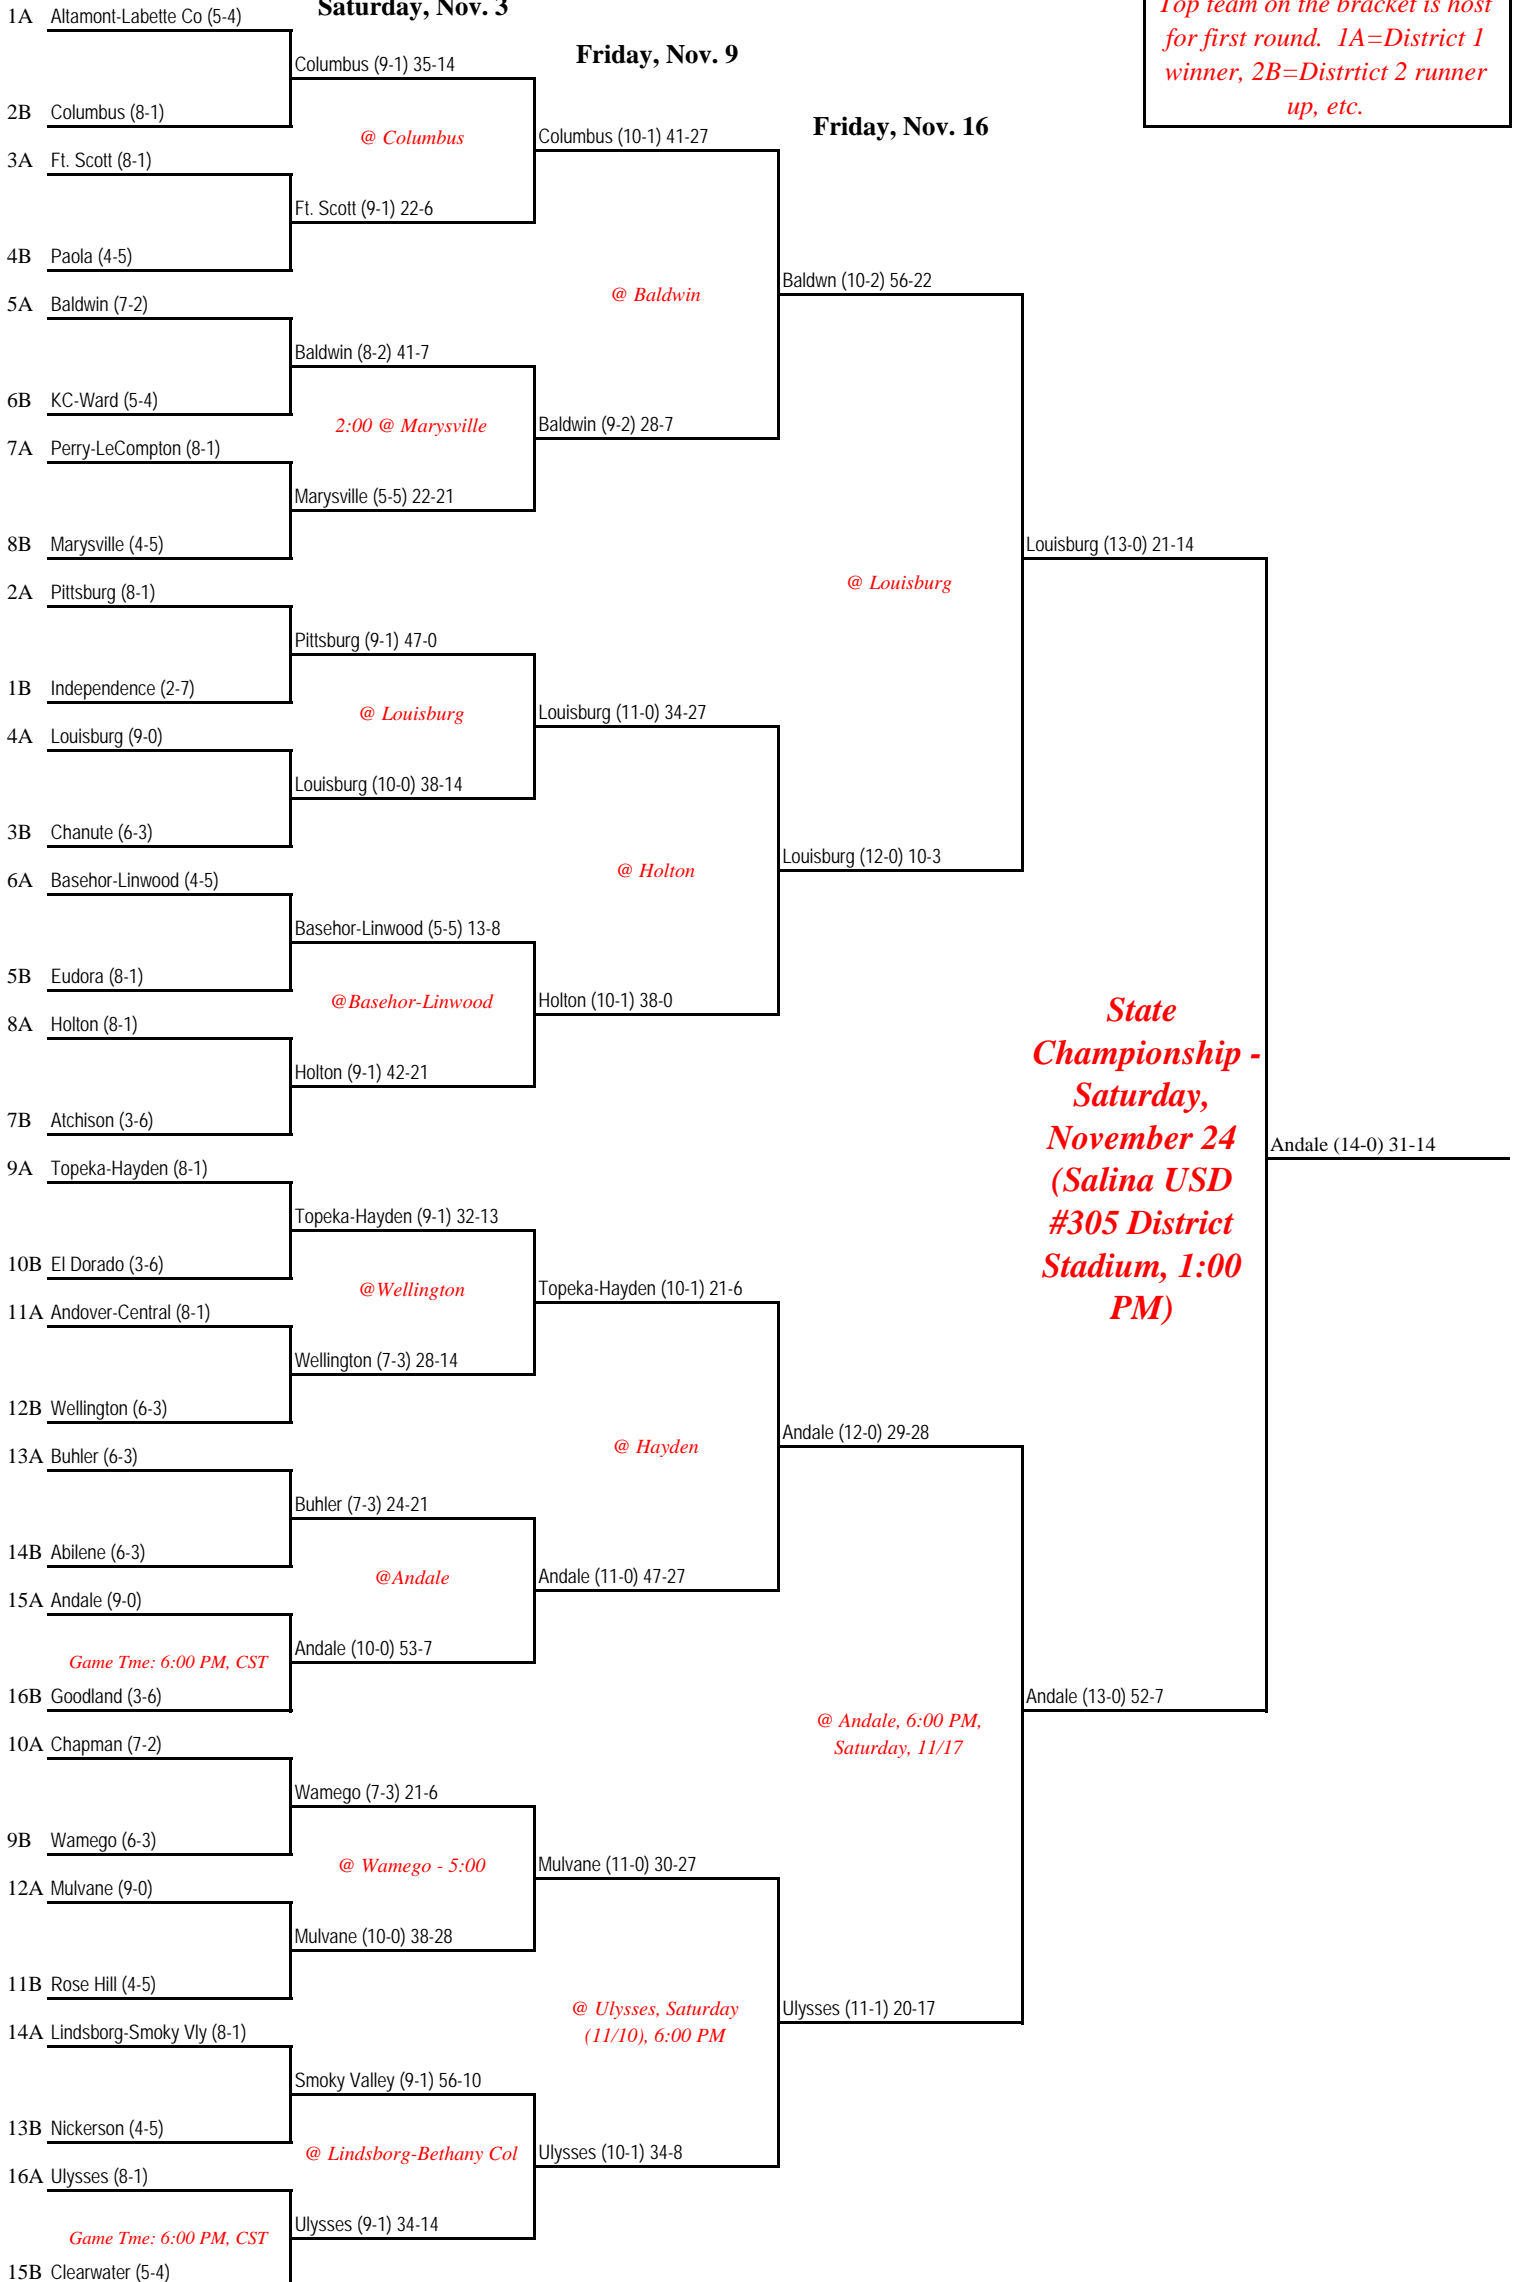 Saturday, Nov. 3
Friday, Nov. 9
Friday, Nov. 16
Top team on the bracket is host
for first round. 1A=District 1
winner, 2B=Distrtict 2 runner
up, etc.
1A Altamont-Labette Co (5-4)
Columbus (9-1) 35-14
2B Columbus (8-1)
@ Columbus
Columbus (10-1) 41-27
3A Ft. Scott (8-1)
Ft. Scott (9-1) 22-6
4B Paola (4-5)
@ Baldwin
Baldwn (10-2) 56-22
5A Baldwin (7-2)
Baldwin (8-2) 41-7
6B KC-Ward (5-4)
2:00 @ Marysville
Baldwin (9-2) 28-7
7A Perry-LeCompton (8-1)
Marysville (5-5) 22-21
8B Marysville (4-5)
Louisburg (13-0) 21-14
@ Louisburg
2A Pittsburg (8-1)
Pittsburg (9-1) 47-0
1B Independence (2-7)
@ Louisburg
Louisburg (11-0) 34-27
4A Louisburg (9-0)
Louisburg (10-0) 38-14
3B Chanute (6-3)
@ Holton
Louisburg (12-0) 10-3
6A Basehor-Linwood (4-5)
Basehor-Linwood (5-5) 13-8
5B Eudora (8-1)
@Basehor-Linwood
Holton (10-1) 38-0
8A Holton (8-1)
Holton (9-1) 42-21
7B Atchison (3-6)
State
Championship -
Saturday,
November 24
(Salina USD
#305 District
Stadium, 1:00
PM)
Andale (14-0) 31-14
9A Topeka-Hayden (8-1)
Topeka-Hayden (9-1) 32-13
10B El Dorado (3-6)
@Wellington
Topeka-Hayden (10-1) 21-6
11A Andover-Central (8-1)
Wellington (7-3) 28-14
12B Wellington (6-3)
@ Hayden
Andale (12-0) 29-28
13A Buhler (6-3)
Buhler (7-3) 24-21
14B Abilene (6-3)
@Andale
Andale (11-0) 47-27
15A Andale (9-0)
Game Tme: 6:00 PM, CST
Andale (10-0) 53-7
16B Goodland (3-6)
Andale (13-0) 52-7
@ Andale, 6:00 PM,
Saturday, 11/17
10A Chapman (7-2)
Wamego (7-3) 21-6
9B Wamego (6-3)
@ Wamego - 5:00
Mulvane (11-0) 30-27
12A Mulvane (9-0)
Mulvane (10-0) 38-28
11B Rose Hill (4-5)
@ Ulysses, Saturday
(11/10), 6:00 PM
Ulysses (11-1) 20-17
14A Lindsborg-Smoky Vly (8-1)
Smoky Valley (9-1) 56-10
13B Nickerson (4-5)
@ Lindsborg-Bethany Col
Ulysses (10-1) 34-8
16A Ulysses (8-1)
Game Tme: 6:00 PM, CST
Ulysses (9-1) 34-14
15B Clearwater (5-4)